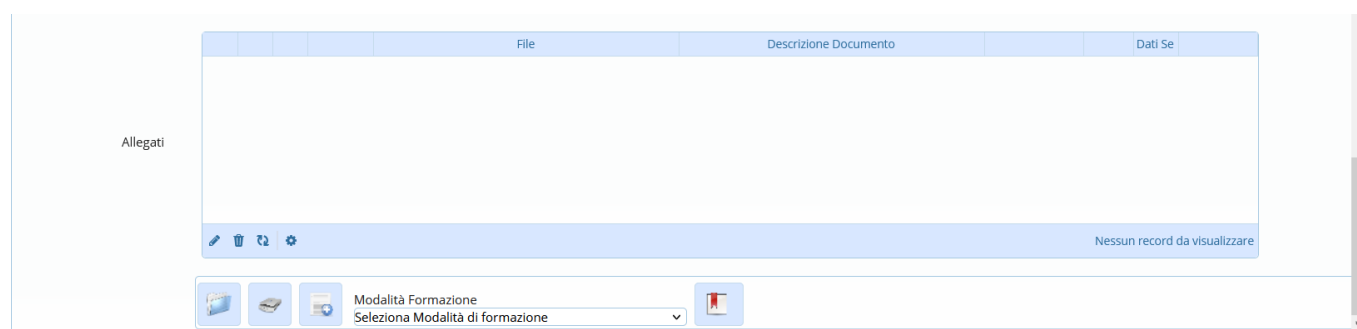 File Descrizione Documento Dati Se
Allegati
Nessun record da visualizzare
Modalità Formazione
Seleziona Modalità di formazione